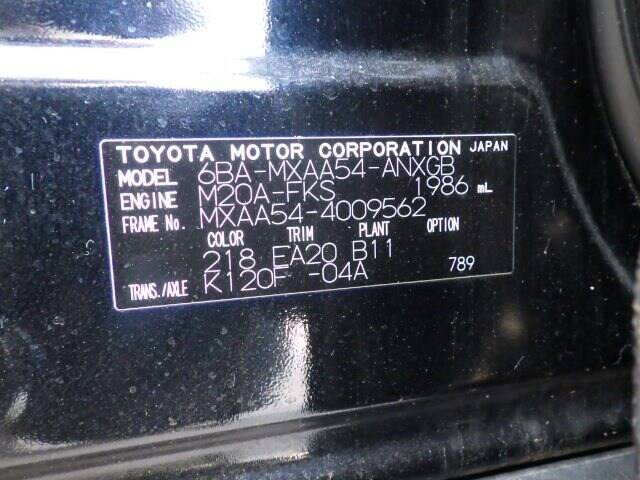 TOYOTA MOTOR CORPORATION JAPAN
MODEL 6BA-MXAA54-ANXGB
ENGINE M20A-FKS 1986 mL
FRAME No. MXAA54-4009562
COLOR TRIM PLANT OPTION
218 EA20 B11
TRANS./AXLE K120F -04A 789